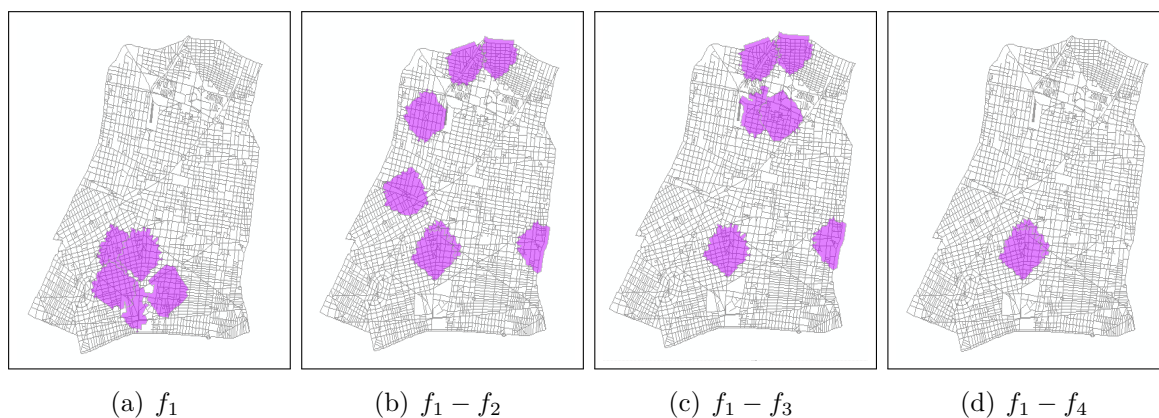 (a) f₁
(b) f₁ − f₂
(c) f₁ − f₃
(d) f₁ − f₄